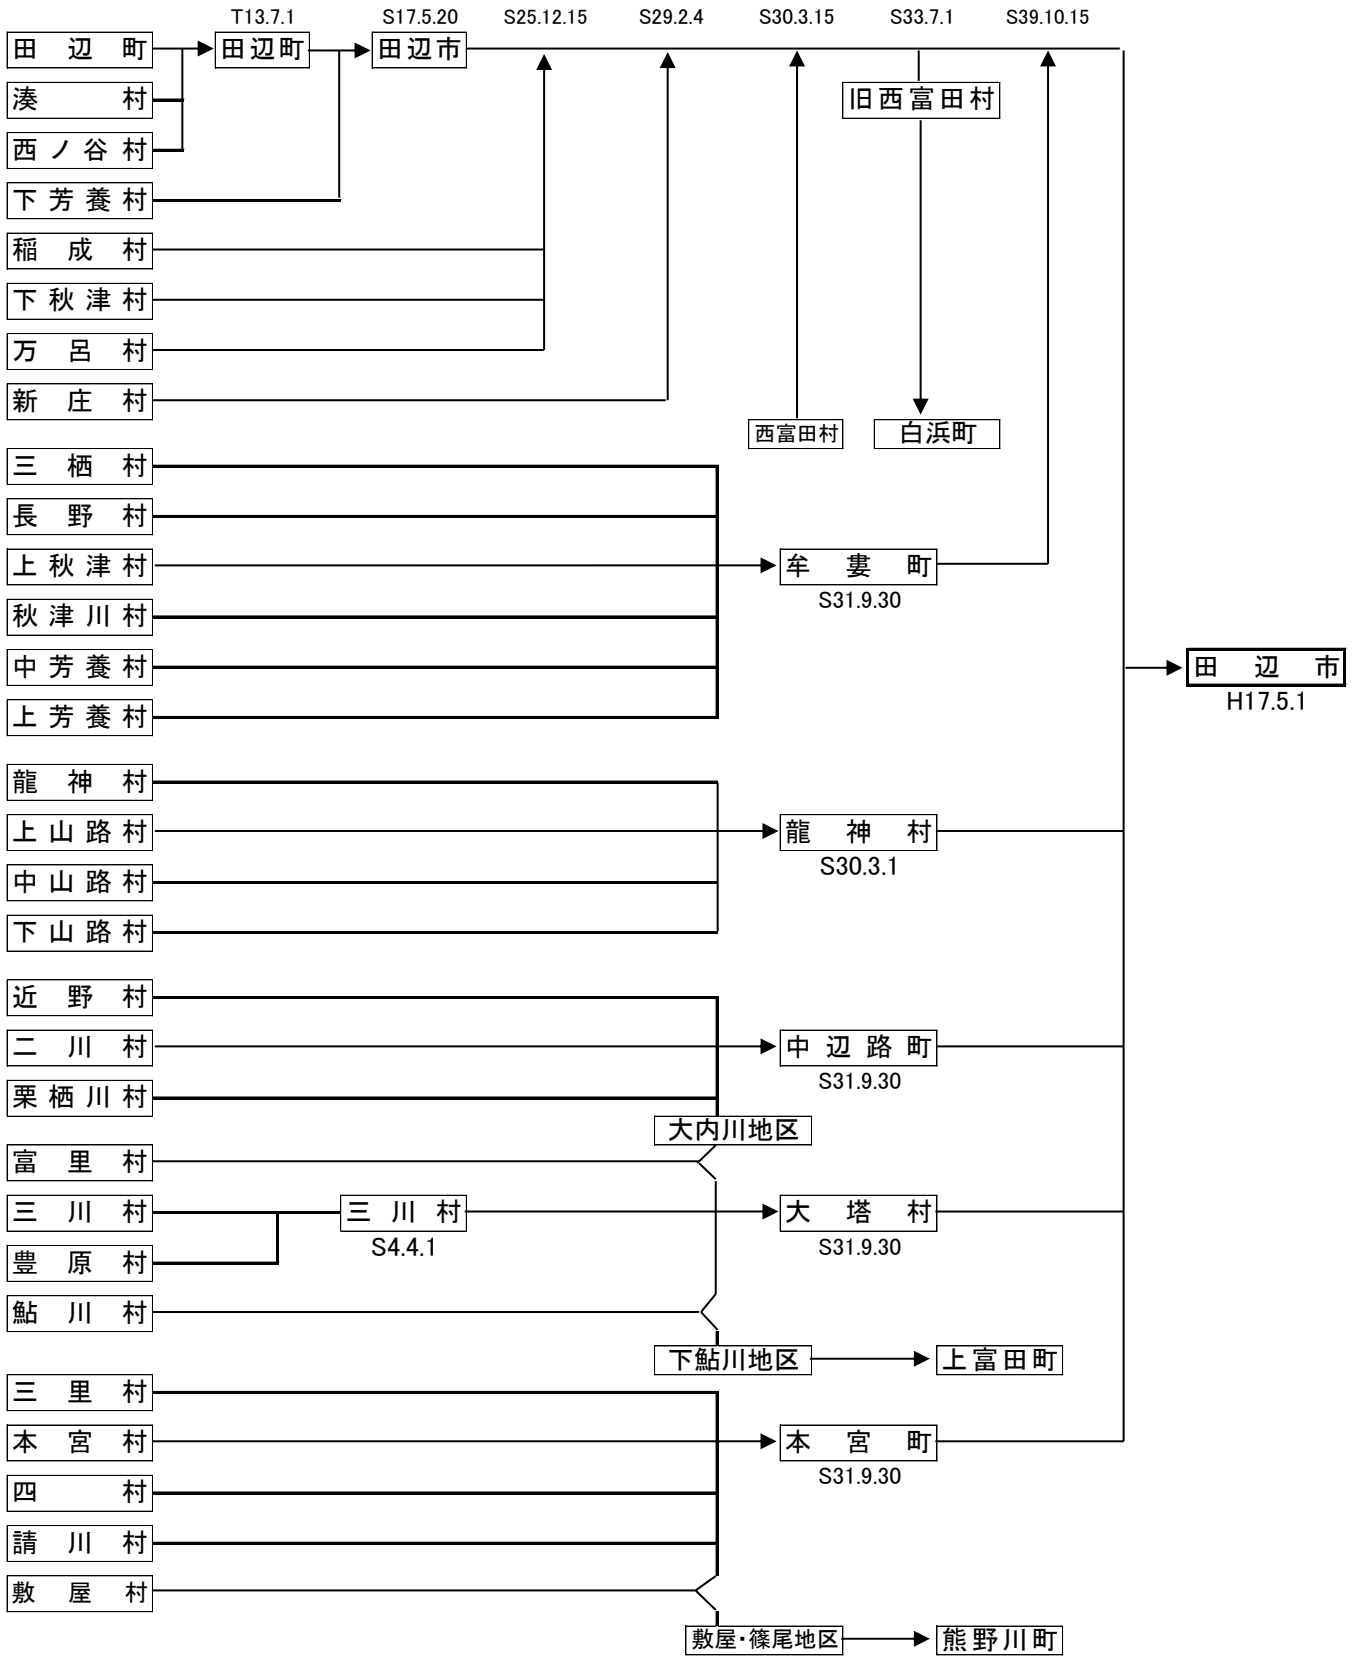 T13.7.1 S17.5.20 S25.12.15 S29.2.4 S30.3.15 S33.7.1 S39.10.15
田辺町 田辺町 田辺市
湊村 旧西富田村
西ノ谷村
下芳養村
稲成村
下秋津村
万呂村
新庄村
西富田村 白浜町
三栖村
長野村
上秋津村 牟婁町
S31.9.30
秋津川村
中芳養村 田辺市
H17.5.1
上芳養村
龍神村
上山路村 龍神村
S30.3.1
中山路村
下山路村
近野村
二川村 中辺路町
S31.9.30
栗栖川村
大内川地区
富里村
三川村 三川村 大塔村
S4.4.1 S31.9.30
豊原村
鮎川村
下鮎川地区 上富田町
三里村
本宮村 本宮町
S31.9.30
四村
請川村
敷屋村
敷屋・篠尾地区 熊野川町